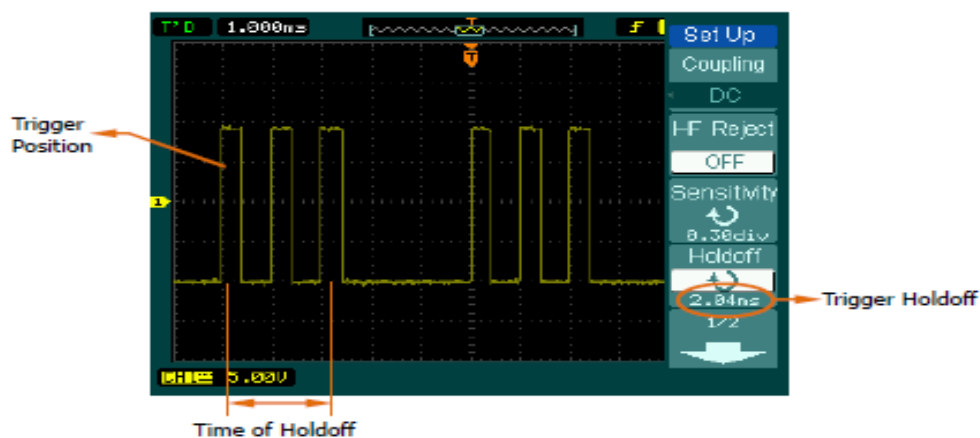 T'D 1.000ms
Set Up
Coupling
DC
HF Reject
OFF
Sensitivity
0.30div
Holdoff
2.04ms
1/2
Trigger
Position
T
1
Trigger Holdoff
CH1 5.00V
Time of Holdoff